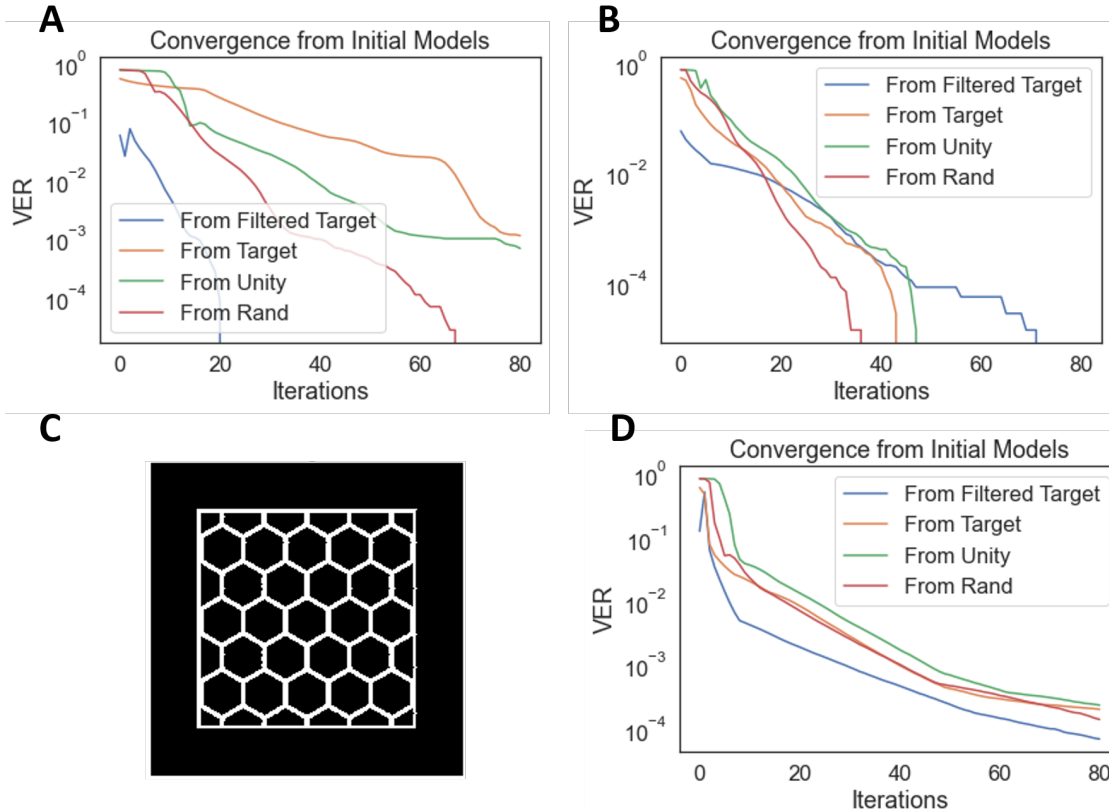 A
Convergence from Initial Models
10^0
10^-1
10^-2
10^-3
10^-4
VER
From Filtered Target
From Target
From Unity
From Rand
0 20 40 60 80
Iterations
B
Convergence from Initial Models
10^0
10^-2
10^-4
VER
From Filtered Target
From Target
From Unity
From Rand
0 20 40 60 80
Iterations
C
D
Convergence from Initial Models
10^0
10^-1
10^-2
10^-3
10^-4
VER
From Filtered Target
From Target
From Unity
From Rand
0 20 40 60 80
Iterations